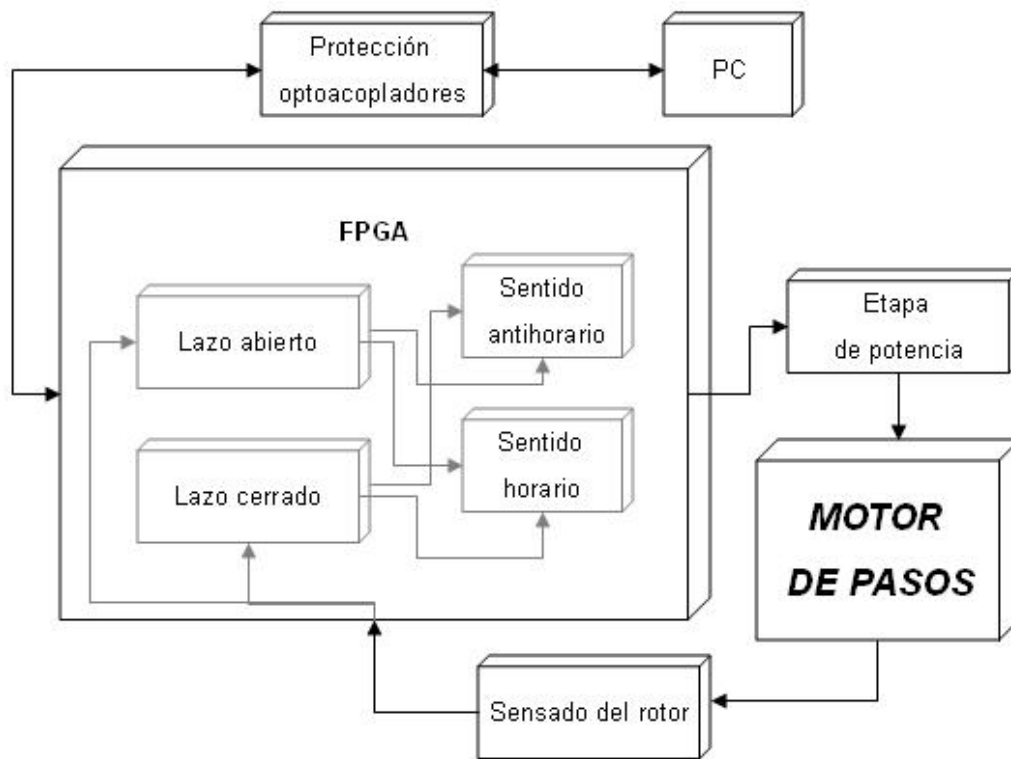 Protección
optoacopladores
PC
FPGA
Lazo abierto
Sentido
antihorario
Lazo cerrado
Sentido
horario
Etapa
de potencia
MOTOR
DE PASOS
Sensado del rotor